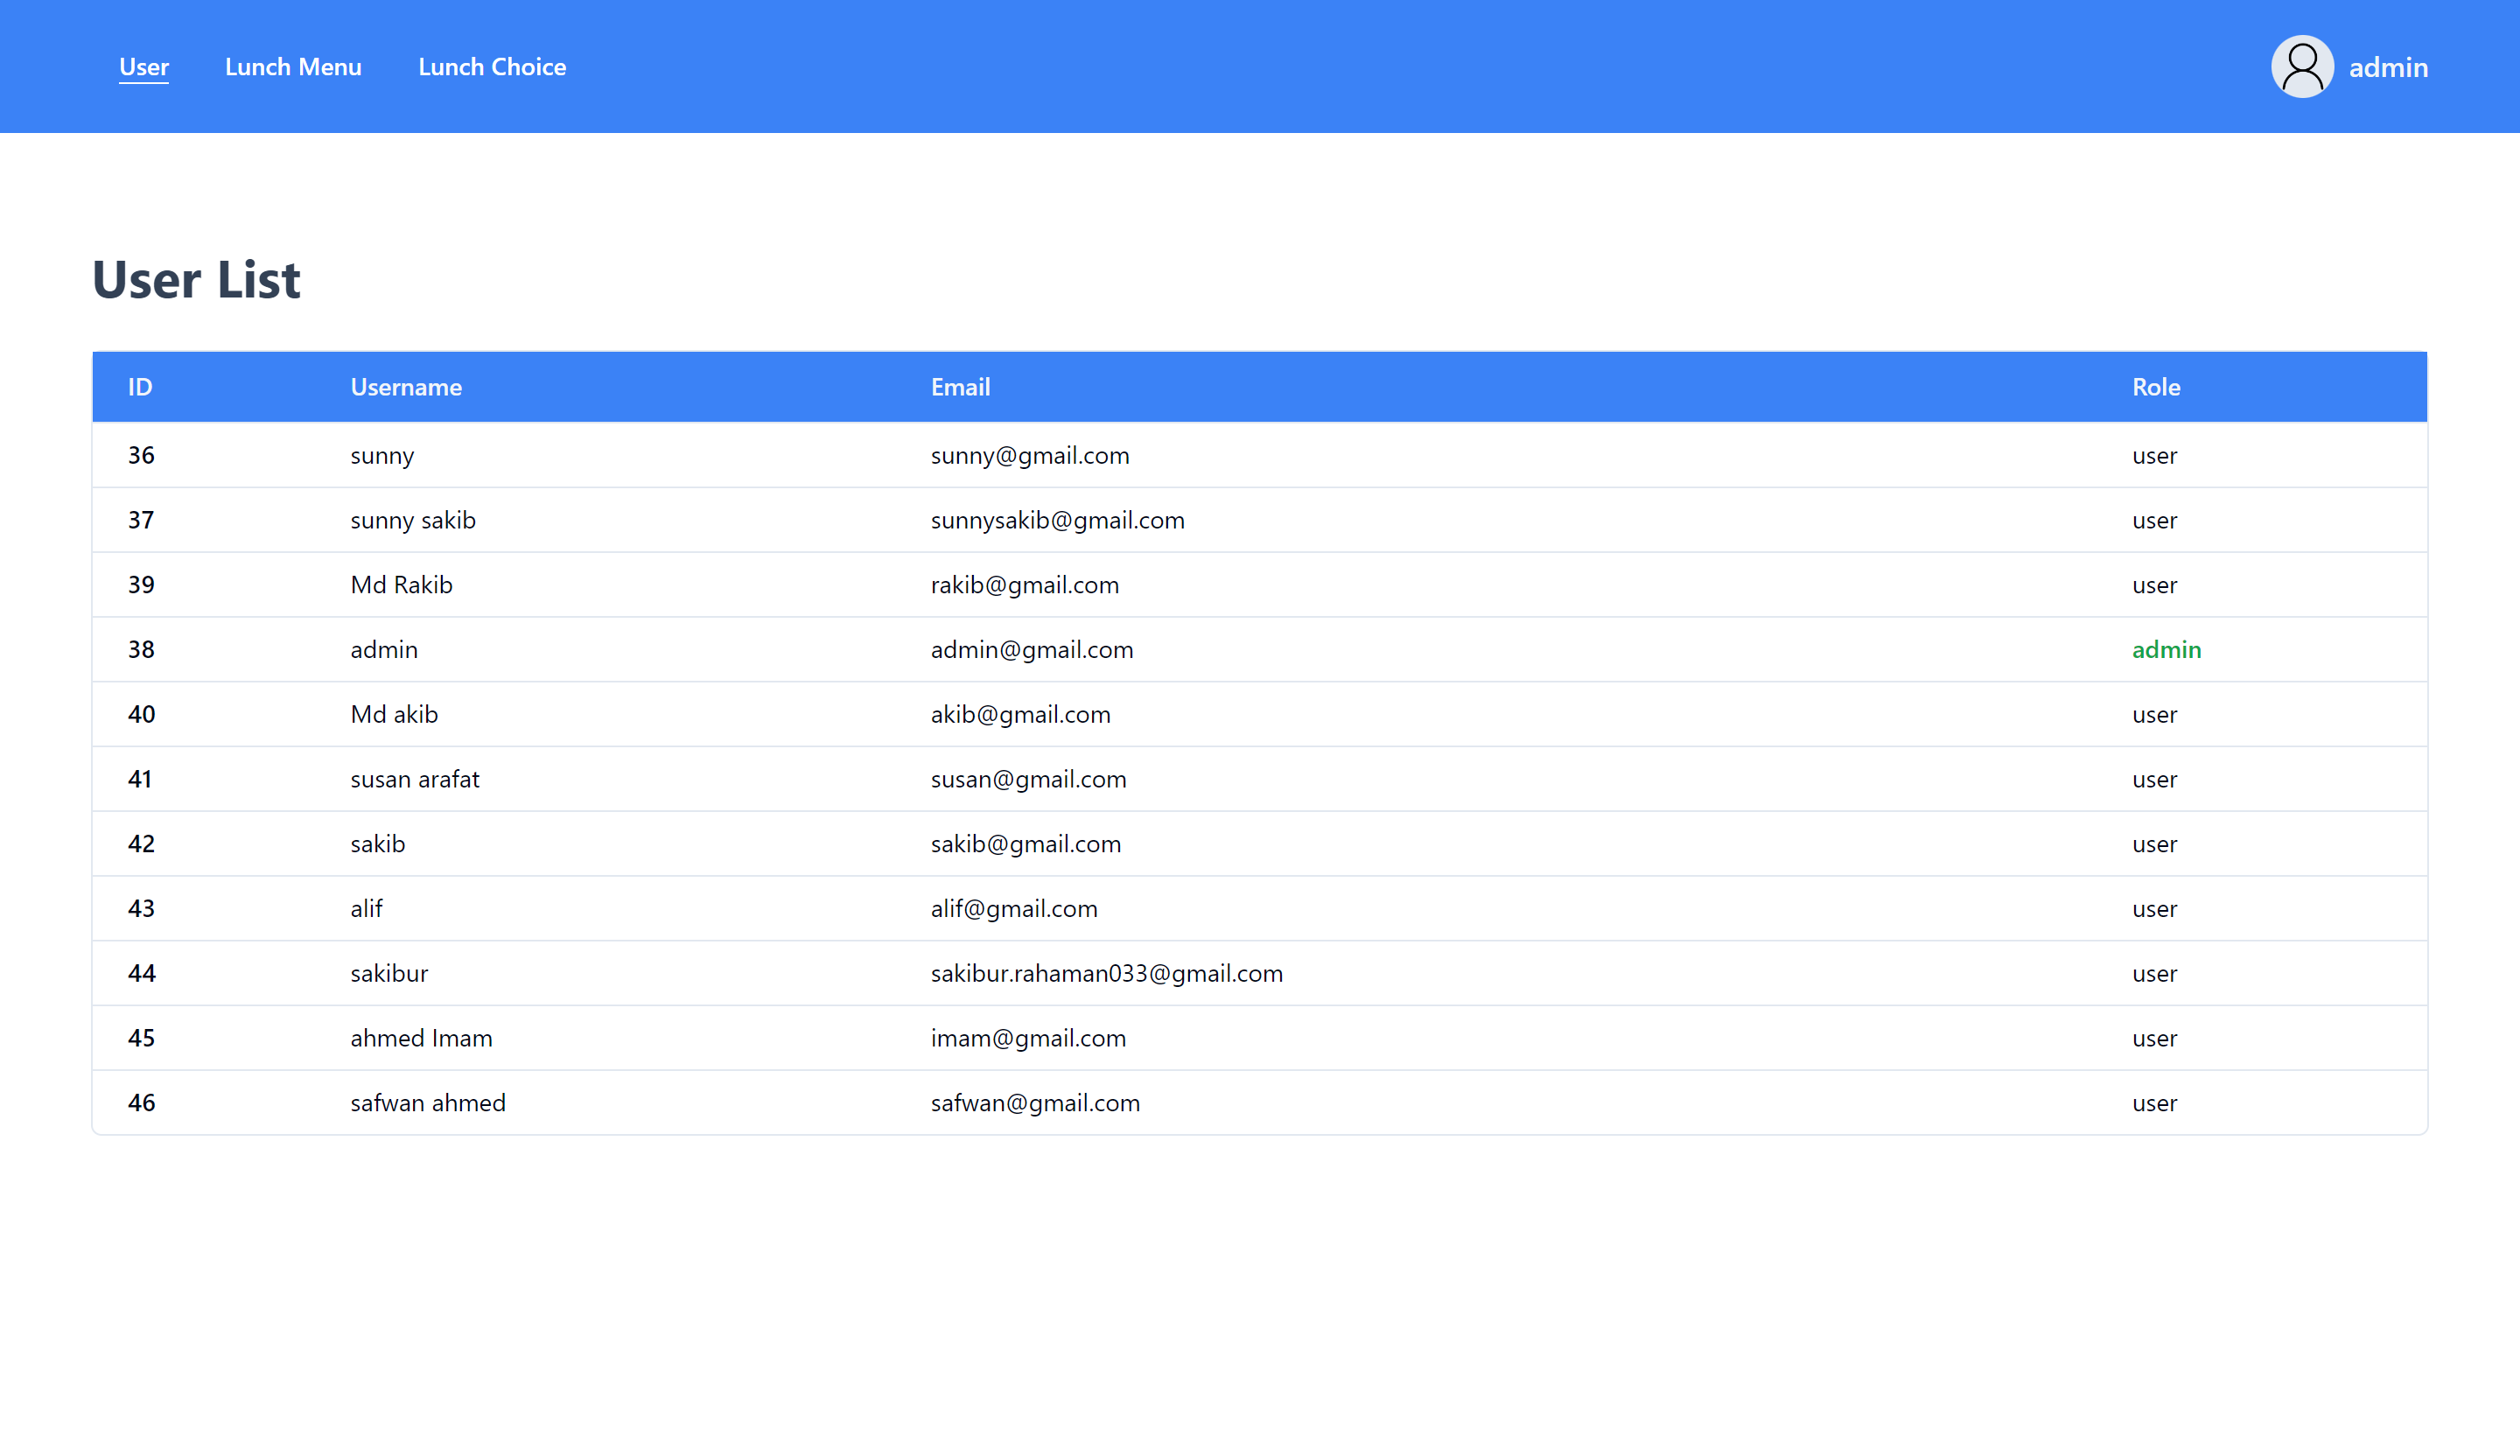 User Lunch Menu Lunch Choice admin
User List
ID Username Email Role
36 sunny sunny@gmail.com user
37 sunny sakib sunnysakib@gmail.com user
39 Md Rakib rakib@gmail.com user
38 admin admin@gmail.com admin
40 Md akib akib@gmail.com user
41 susan arafat susan@gmail.com user
42 sakib sakib@gmail.com user
43 alif alif@gmail.com user
44 sakibur sakibur.rahaman033@gmail.com user
45 ahmed Imam imam@gmail.com user
46 safwan ahmed safwan@gmail.com user